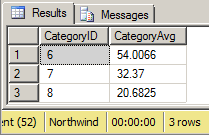 Results Messages
CategoryID CategoryAvg
1 6 54.0066
2 7 32.37
3 8 20.6825
ent (52) Northwind 00:00:00 3 rows